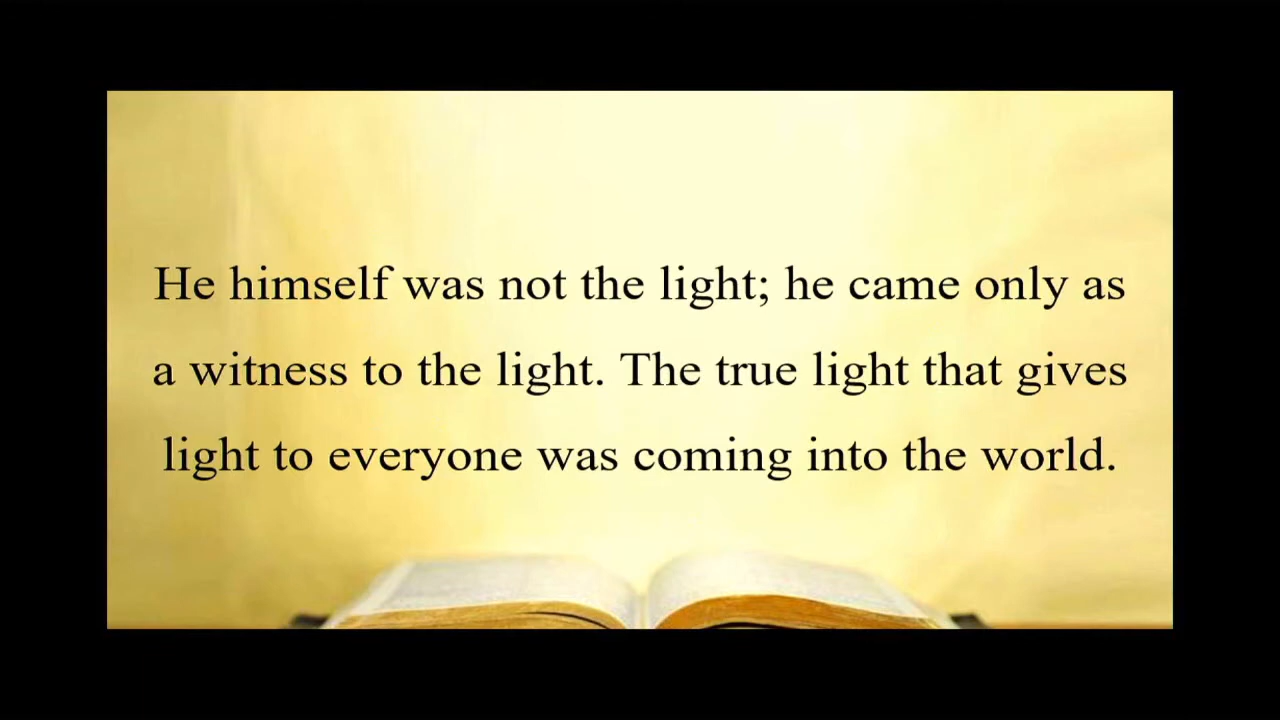 He himself was not the light; he came only as
a witness to the light. The true light that gives
light to everyone was coming into the world.